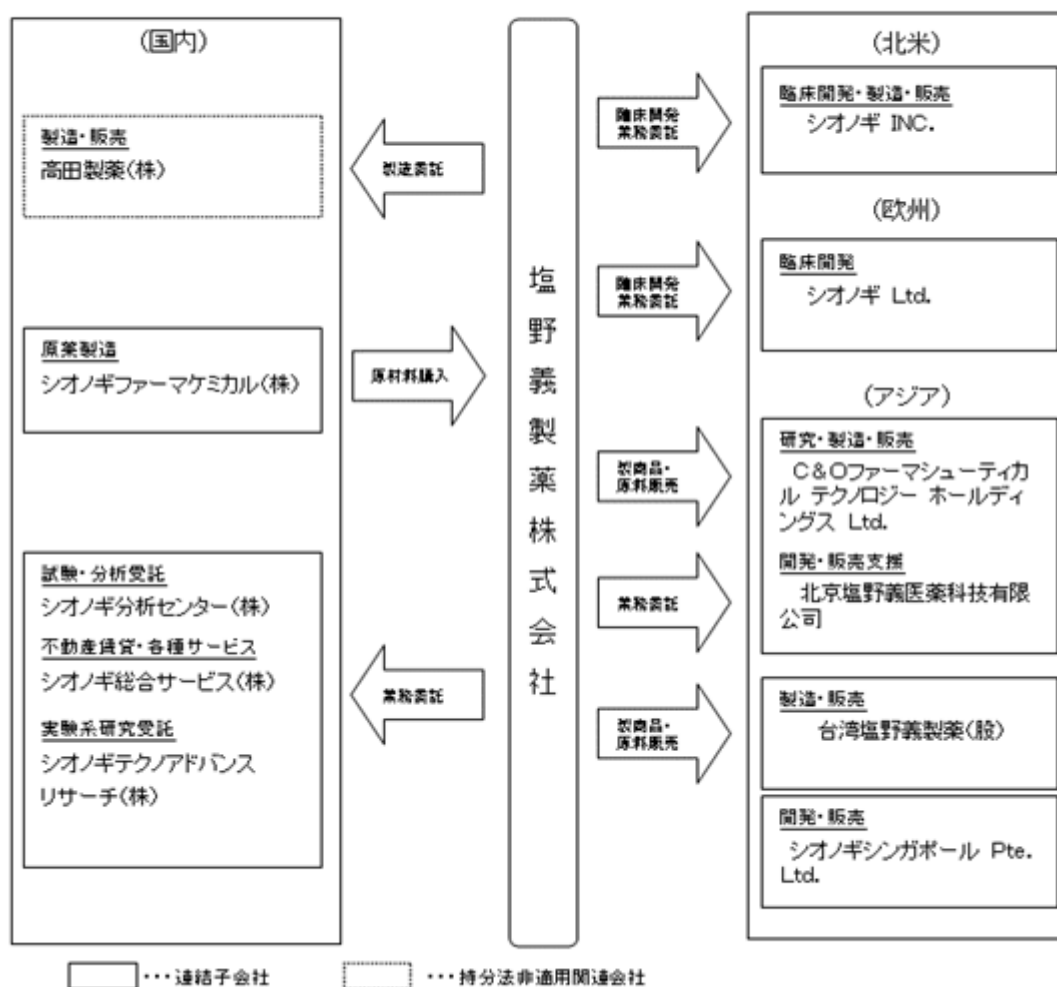 (国内)
製造・販売
高田製薬(株)
製造委託
原薬製造
シオノギファーマケミカル(株)
原材料購入
試験・分析受託
シオノギ分析センター(株)
不動産賃貸・各種サービス
シオノギ総合サービス(株)
実験系研究受託
シオノギテクノアドバンス
リサーチ(株)
業務委託
塩野義製薬株式会社
臨床開発
業務委託
臨床開発
業務委託
製商品・
原料販売
業務委託
製商品・
原料販売
(北米)
臨床開発・製造・販売
シオノギ INC.
(欧州)
臨床開発
シオノギ Ltd.
(アジア)
研究・製造・販売
C&Oファーマシューティカ
ル テクノロジー ホールディ
ングス Ltd.
開発・販売支援
北京塩野義医薬科技有限
公司
製造・販売
台湾塩野義製薬(股)
開発・販売
シオノギシンガポール Pte.
Ltd.
・・・連結子会社
・・・持分法非適用関連会社